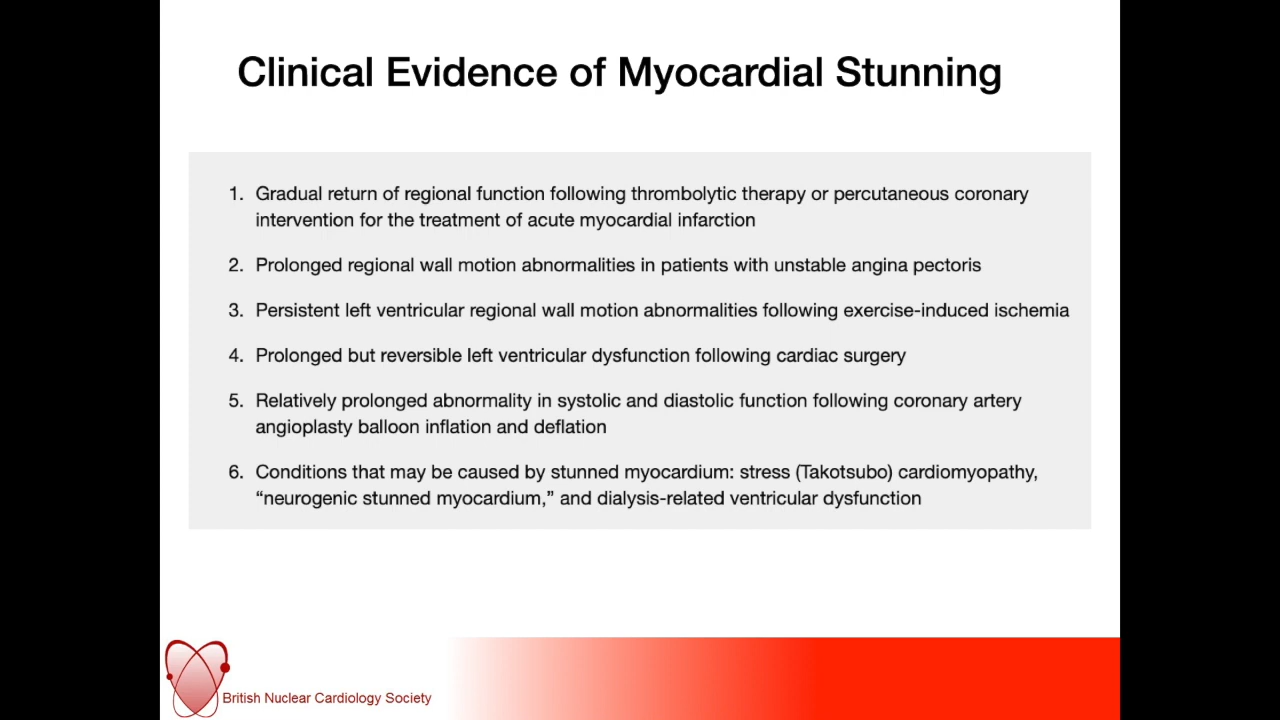 Clinical Evidence of Myocardial Stunning
1. Gradual return of regional function following thrombolytic therapy or percutaneous coronary
intervention for the treatment of acute myocardial infarction
2. Prolonged regional wall motion abnormalities in patients with unstable angina pectoris
3. Persistent left ventricular regional wall motion abnormalities following exercise-induced ischemia
4. Prolonged but reversible left ventricular dysfunction following cardiac surgery
5. Relatively prolonged abnormality in systolic and diastolic function following coronary artery
angioplasty balloon inflation and deflation
6. Conditions that may be caused by stunned myocardium: stress (Takotsubo) cardiomyopathy,
“neurogenic stunned myocardium,” and dialysis-related ventricular dysfunction
British Nuclear Cardiology Society